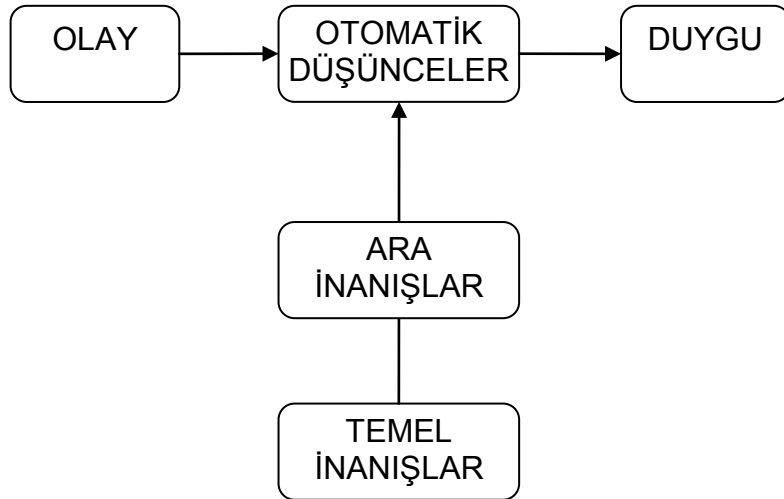 OLAY
OTOMATİK
DÜŞÜNCELER
DUYGU
ARA
İNANIŞLAR
TEMEL
İNANIŞLAR